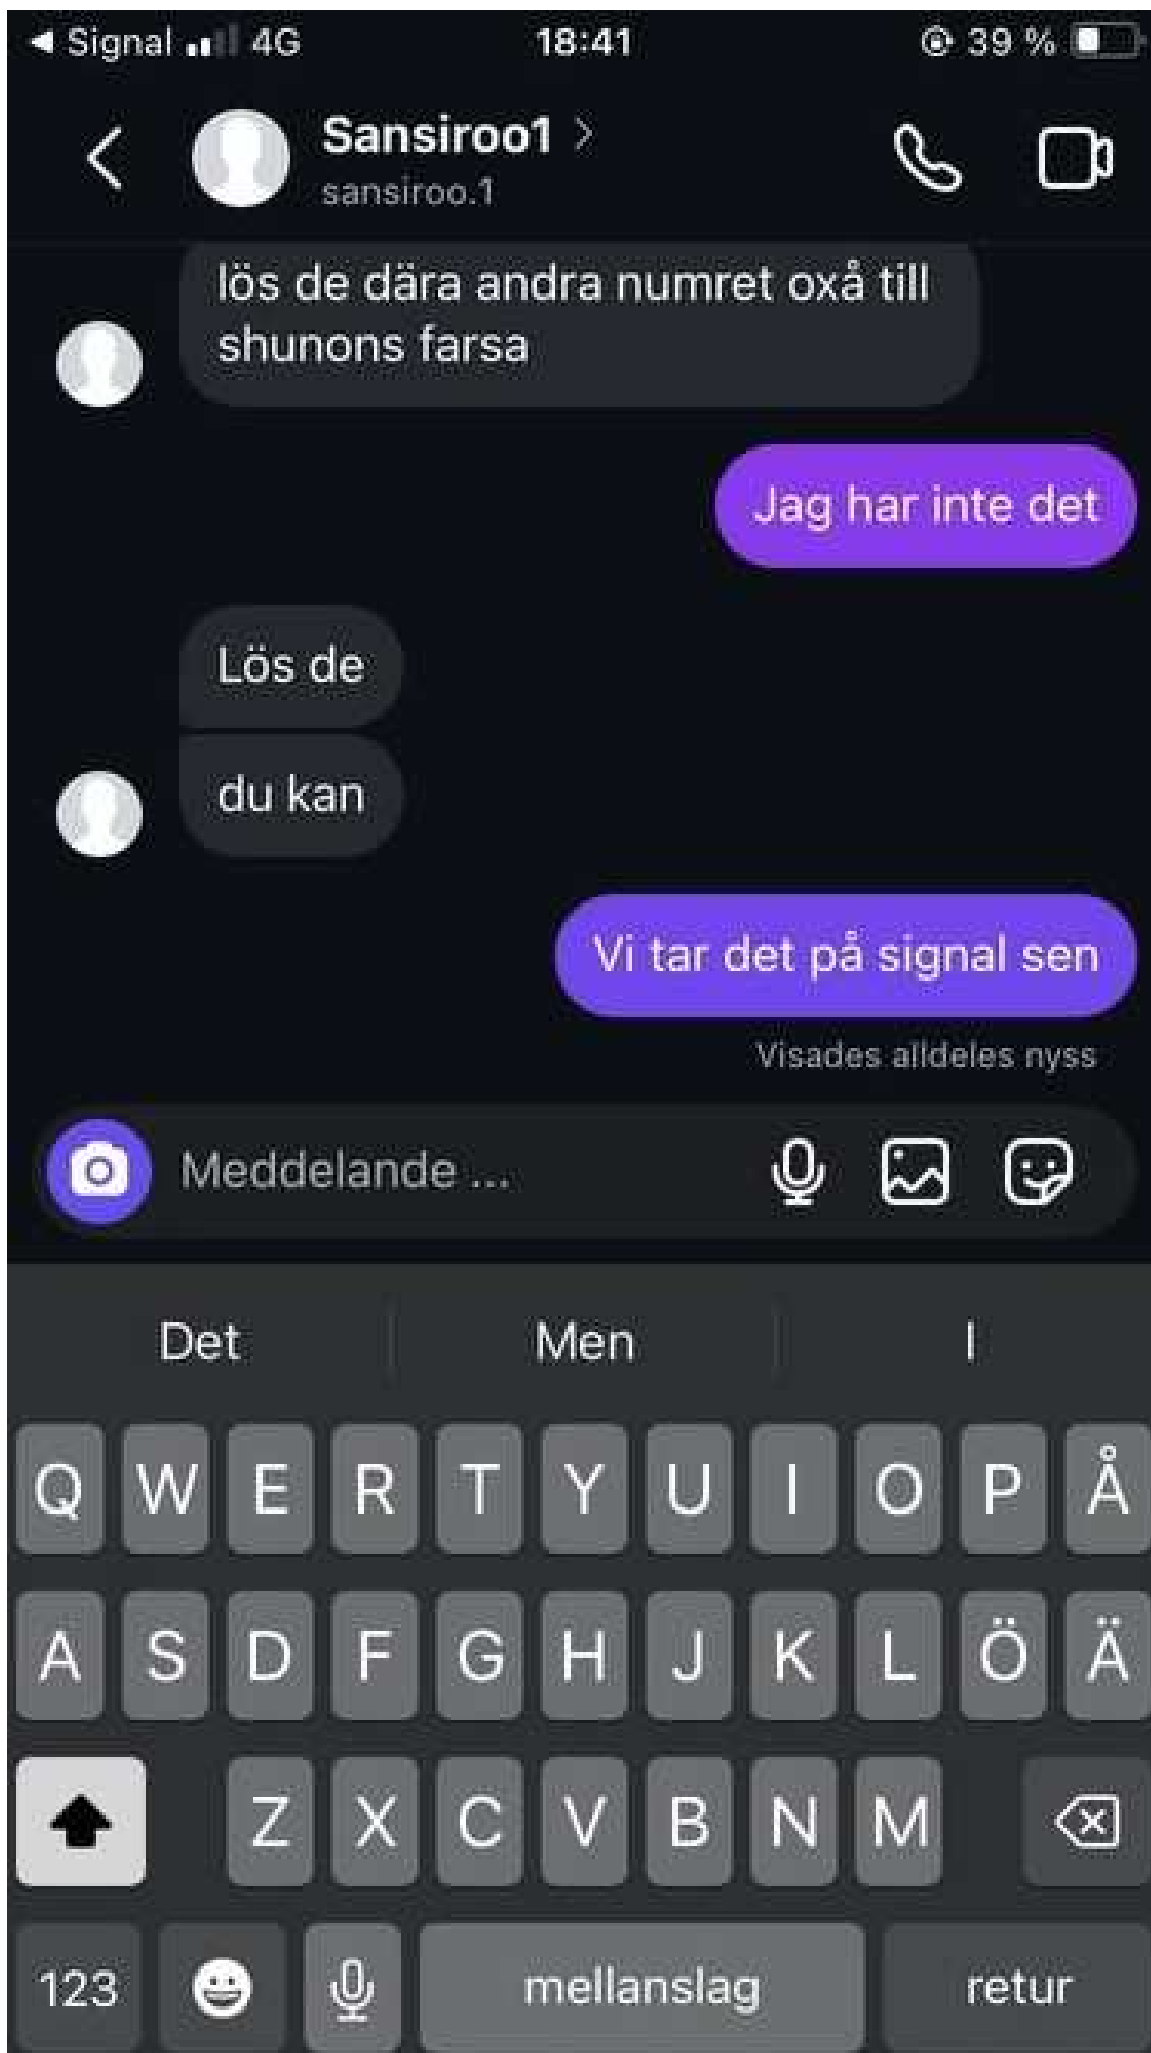 Signal 4G 18:41 39 %
Sansiroo1
sansiroo.1
lös de dära andra numret oxå till
shunons farsa
Jag har inte det
Lös de
du kan
Vi tar det på signal sen
Visades alldeles nyss
Meddelande ...
Det Men I
Q W E R T Y U I O P Å
A S D F G H J K L Ö Ä
Z X C V B N M
123 mellanslag retur